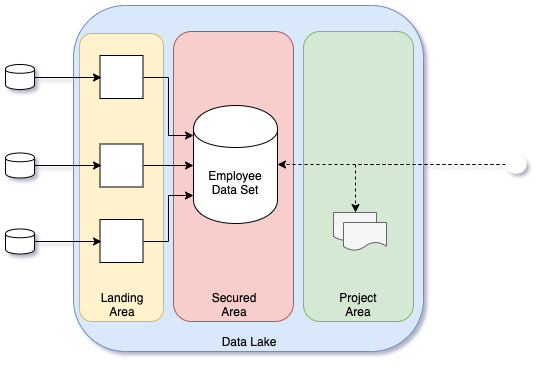 Employee
Data Set
Landing
Area
Secured
Area
Project
Area
Data Lake